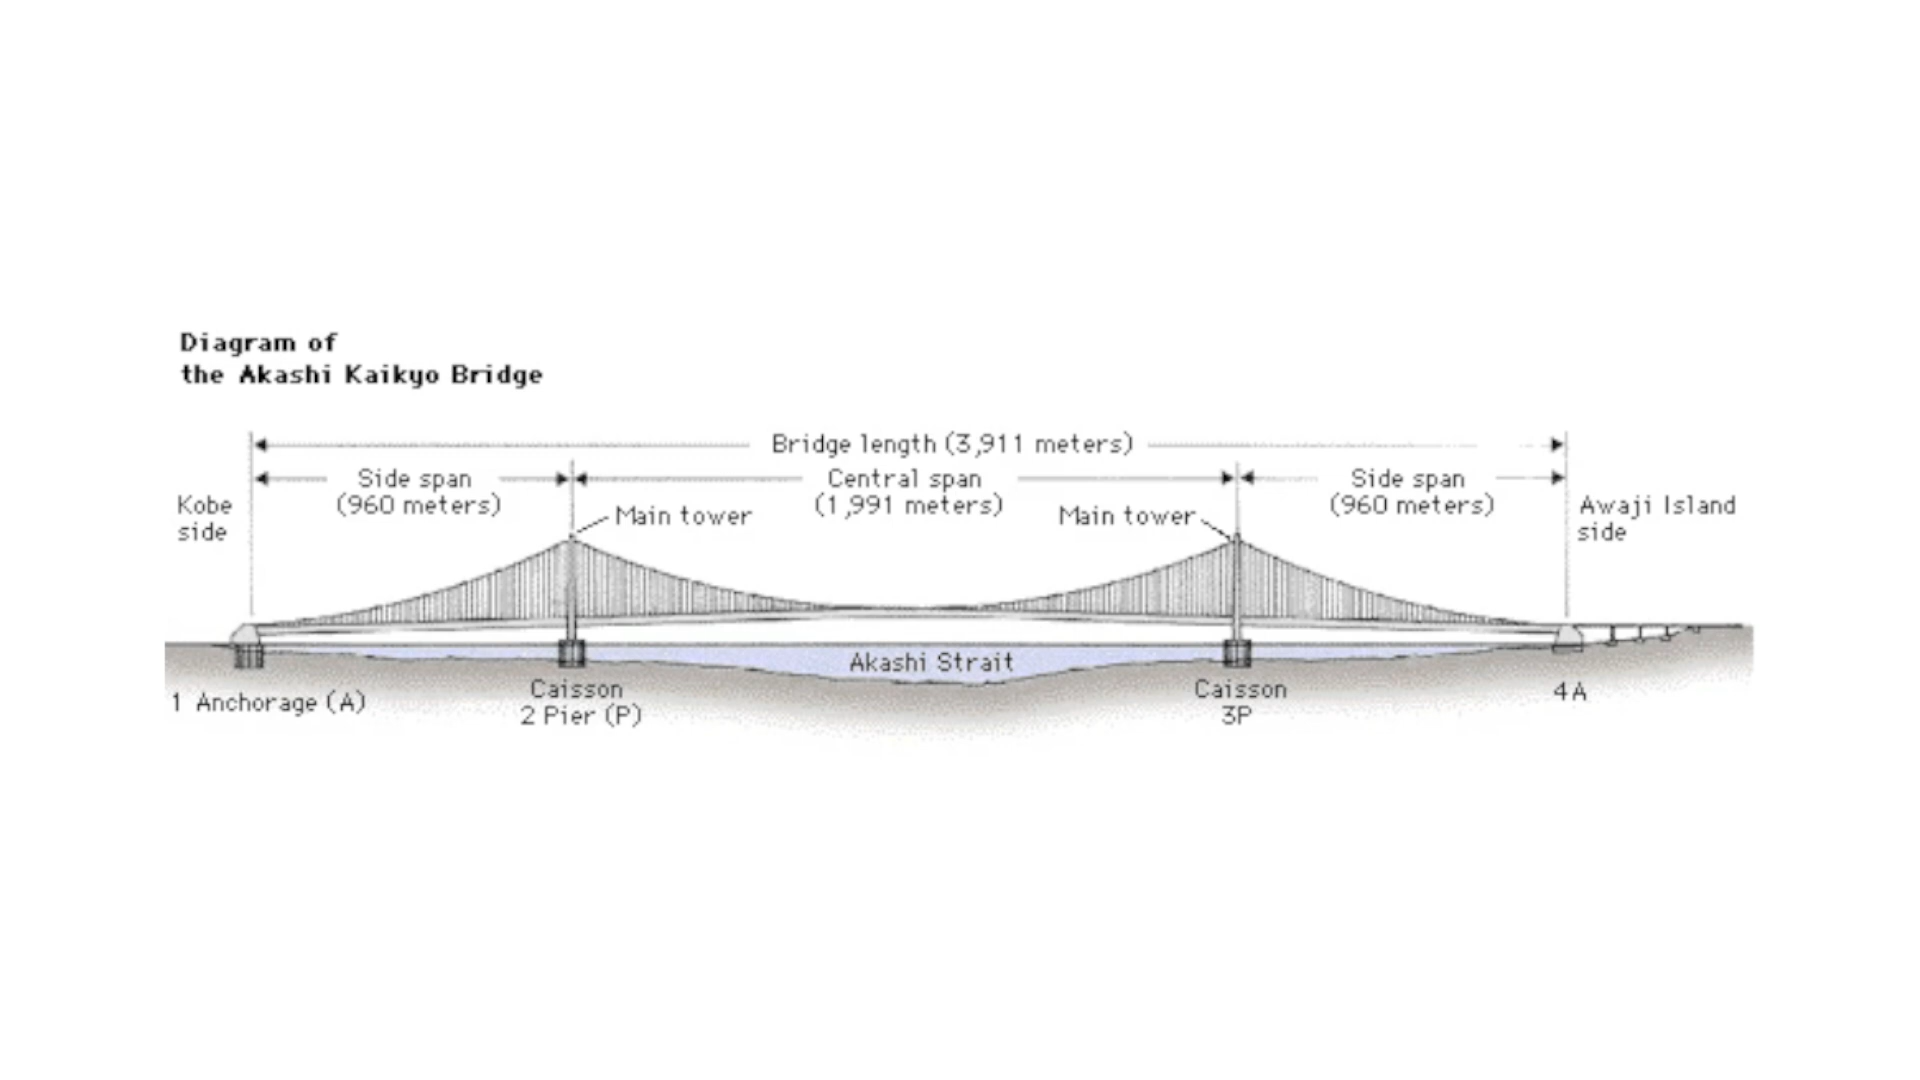 Diagram of
the Akashi Kaikyo Bridge
Bridge length (3,911 meters)
Side span
(960 meters)
Central span
(1,991 meters)
Side span
(960 meters)
Kobe
side
Main tower
Main tower
Awaji Island
side
Akashi Strait
1 Anchorage (A)
Caisson
2 Pier (P)
Caisson
3P
4A